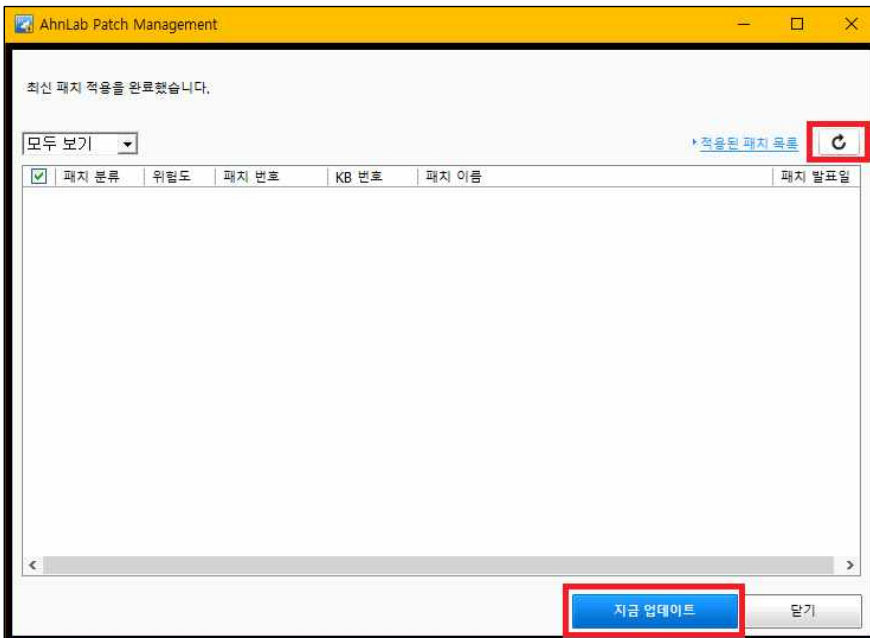 AhnLab Patch Management
최신 패치 적용을 완료했습니다.
모두 보기
적용된 패치 목록
패치 분류 위험도 패치 번호 KB 번호 패치 이름 패치 발표일
지금 업데이트 닫기